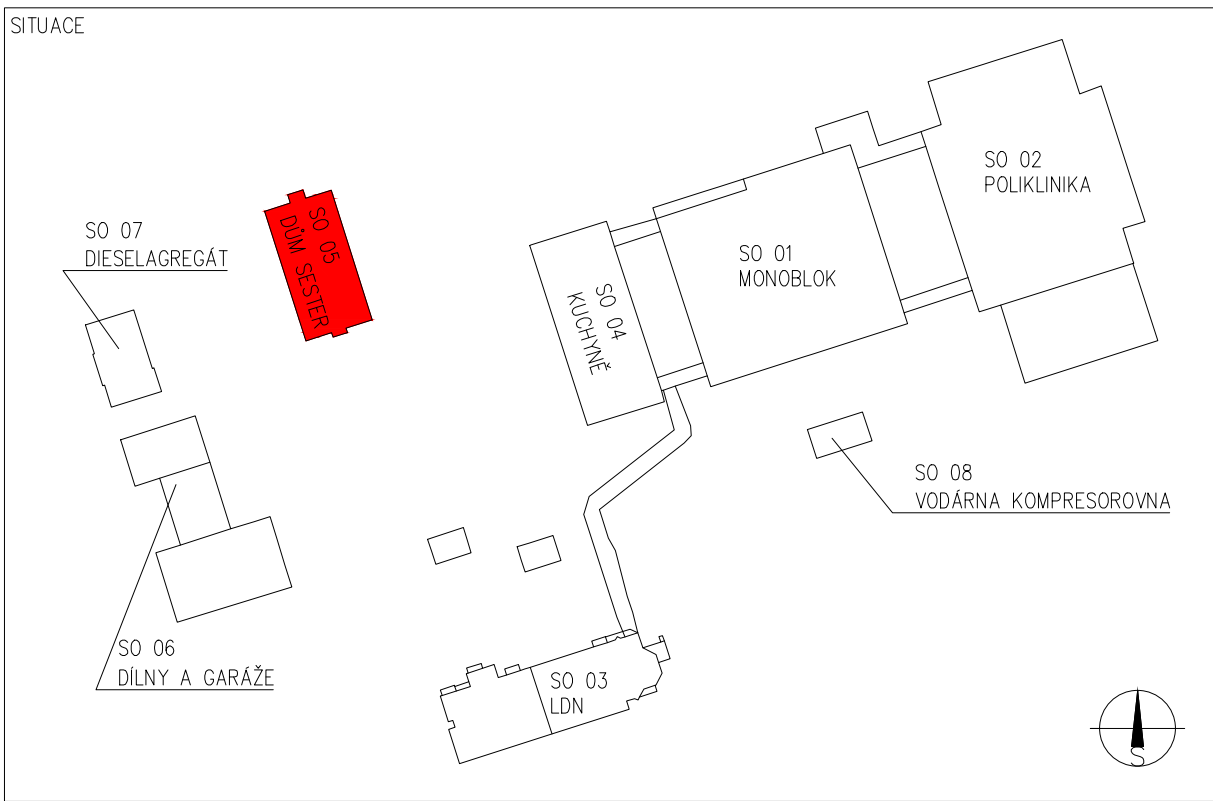 SITUACE
SO 02
POLIKLINIKA
SO 05
DŮM SESTER
SO 07
DIESELAGREGÁT
SO 01
MONOBLOK
SO 04
KUCHYNĚ
SO 08
VODÁRNA KOMPRESOROVNA
SO 06
DÍLNY A GARÁŽE
SO 03
LDN
S